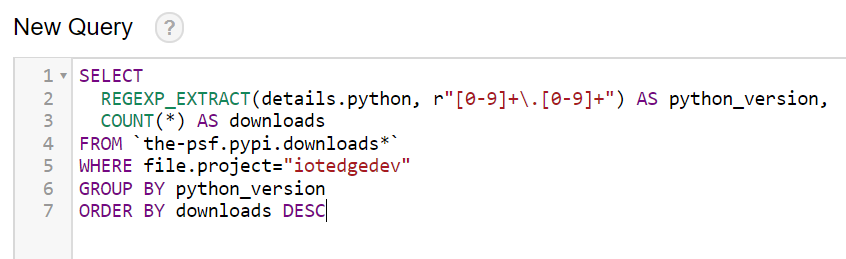 New Query ?
1 SELECT
2 REGEXP_EXTRACT(details.python, r"[0-9]+\.[0-9]+") AS python_version,
3 COUNT(*) AS downloads
4 FROM `the-psf.pypi.downloads*`
5 WHERE file.project="iotedgedev"
6 GROUP BY python_version
7 ORDER BY downloads DESC